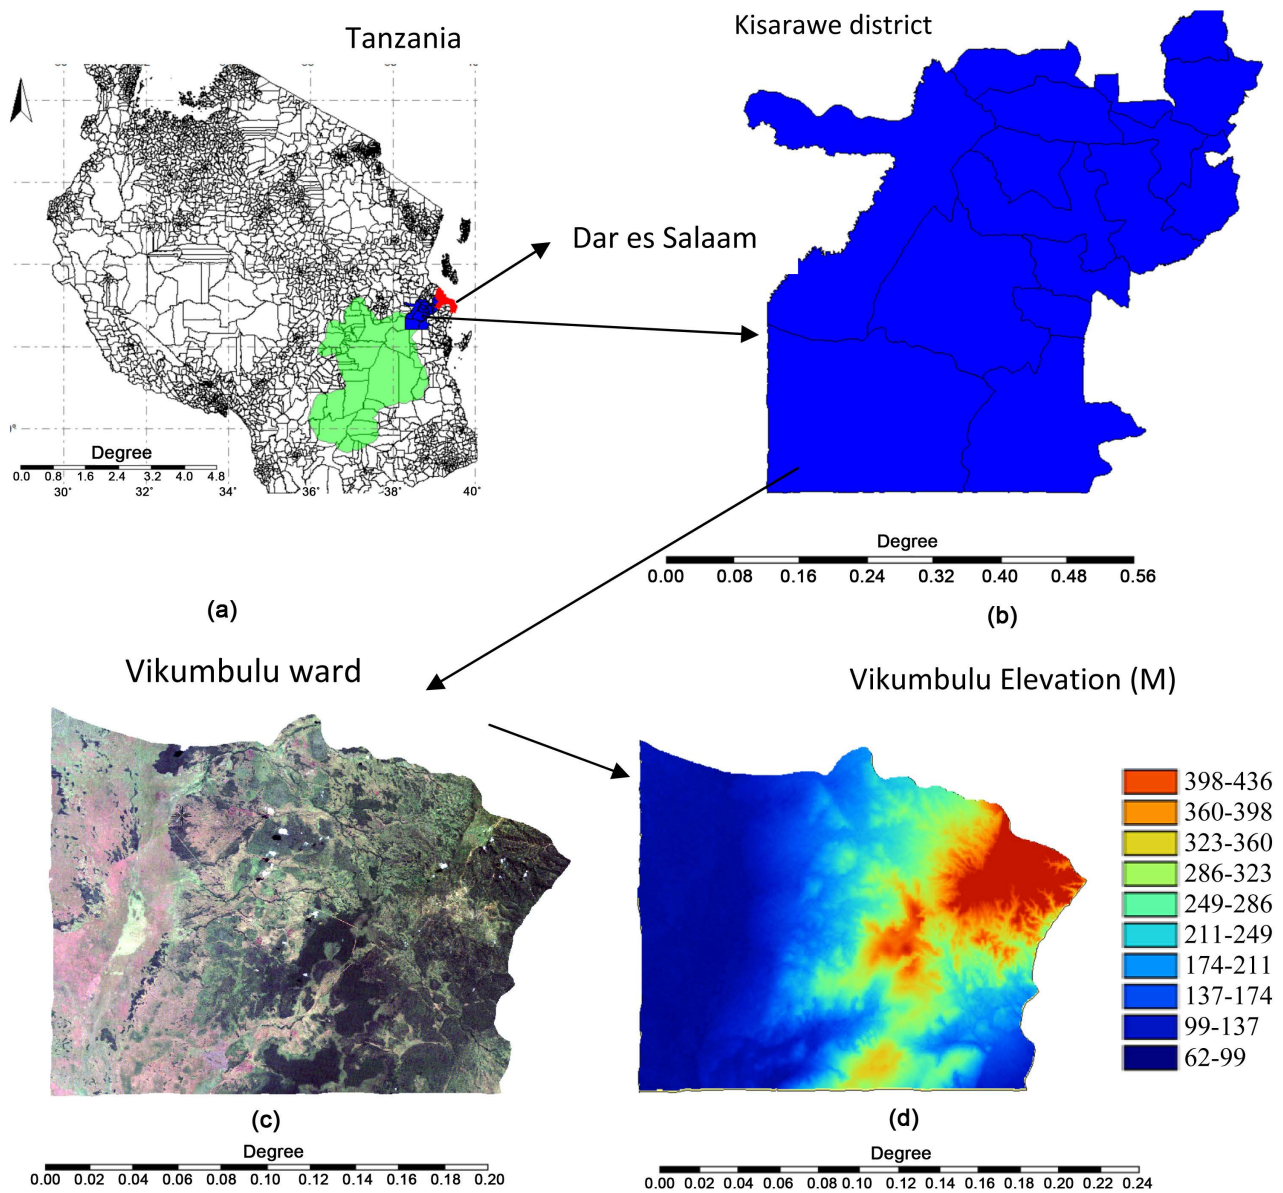 Tanzania
Kisarawe district
Dar es Salaam
Degree
0.0 0.8 1.6 2.4 3.2 4.0 4.8
30° 32° 34° 36° 38° 40°
Degree
0.00 0.08 0.16 0.24 0.32 0.40 0.48 0.56
(a)
(b)
Vikumbulu ward
Vikumbulu Elevation (M)
398-436
360-398
323-360
286-323
249-286
211-249
174-211
137-174
99-137
62-99
(c)
(d)
Degree
0.00 0.02 0.04 0.06 0.08 0.10 0.12 0.14 0.16 0.18 0.20
Degree
0.00 0.02 0.04 0.06 0.08 0.10 0.12 0.14 0.16 0.18 0.20 0.22 0.24